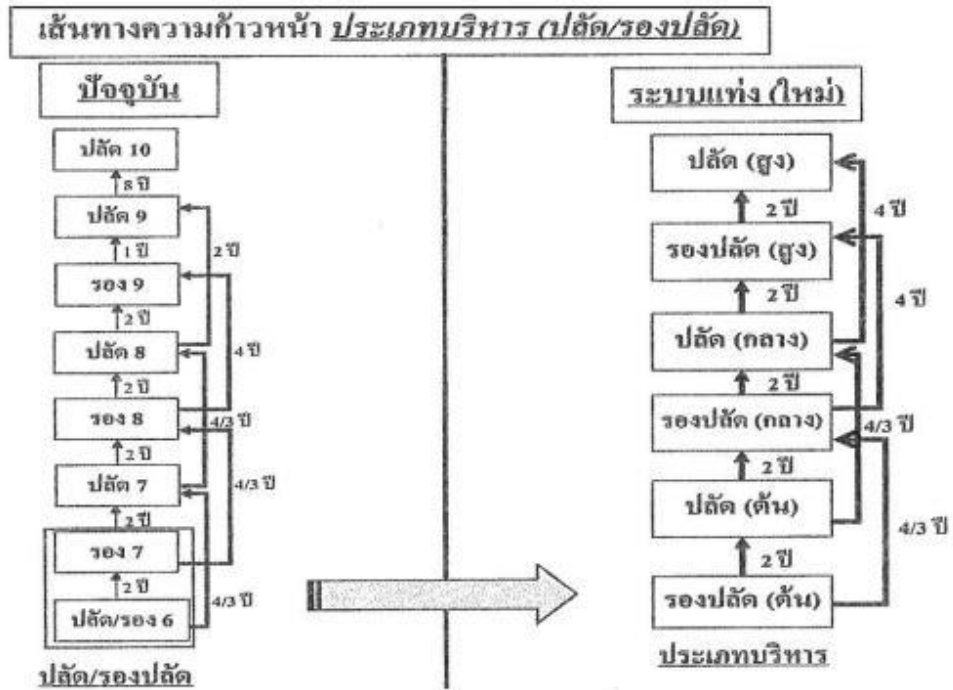 เส้นทางความก้าวหน้า ประเภทบริหาร (ปลัด/รองปลัด)
ปัจจุบัน
ปลัด 10
8 ปี
ปลัด 9
1 ปี
2 ปี
รอง 9
2 ปี
ปลัด 8
4 ปี
2 ปี
รอง 8
4/3 ปี
2 ปี
ปลัด 7
4/3 ปี
2 ปี
รอง 7
2 ปี
4/3 ปี
ปลัด/รอง 6
ปลัด/รองปลัด
ระบบแท่ง (ใหม่)
ปลัด (สูง)
2 ปี
4 ปี
รองปลัด (สูง)
2 ปี
4 ปี
ปลัด (กลาง)
2 ปี
รองปลัด (กลาง)
4/3 ปี
2 ปี
ปลัด (ต้น)
4/3 ปี
2 ปี
รองปลัด (ต้น)
ประเภทบริหาร